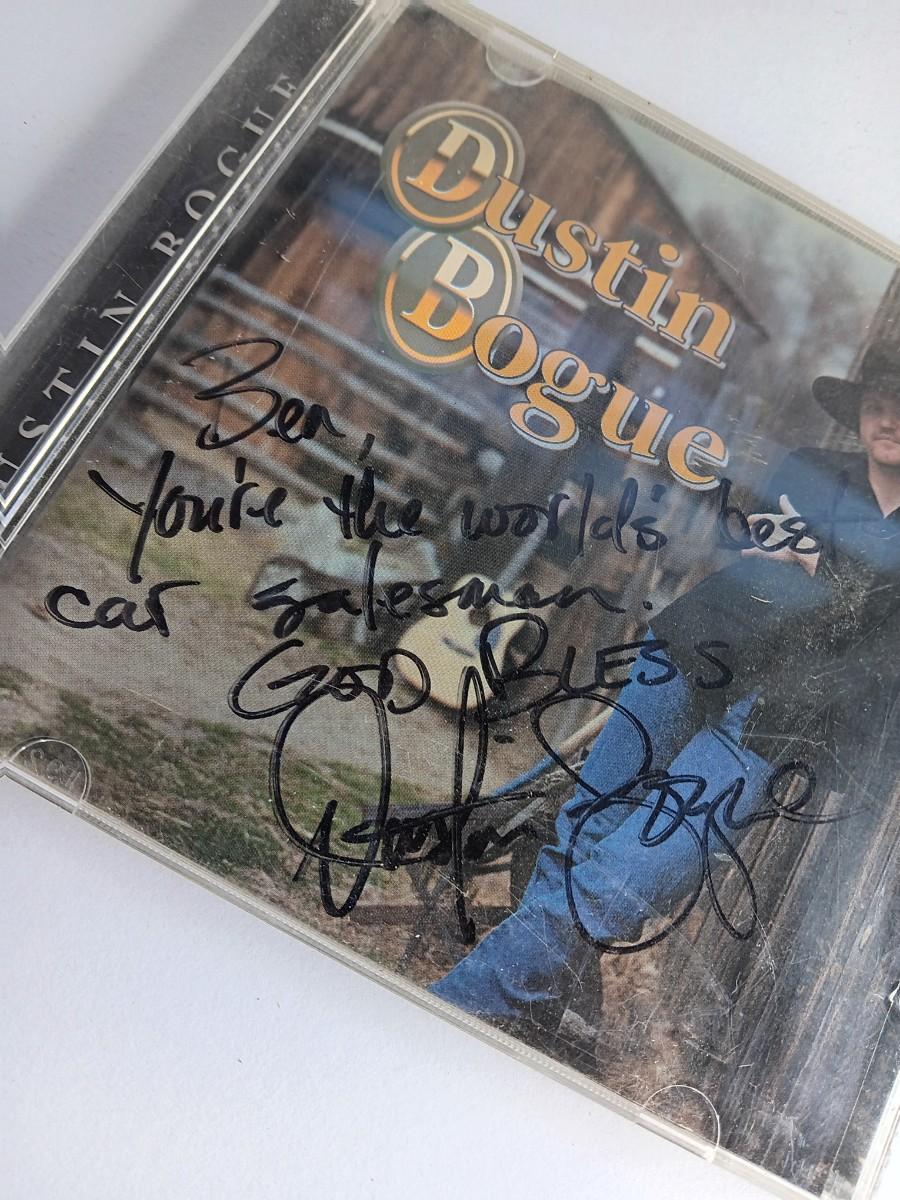 DUSTIN BOGUE
Dustin
Bogue
Ben,
You're the world's best
car salesman.
GOD BLESS
Dustin Bogue